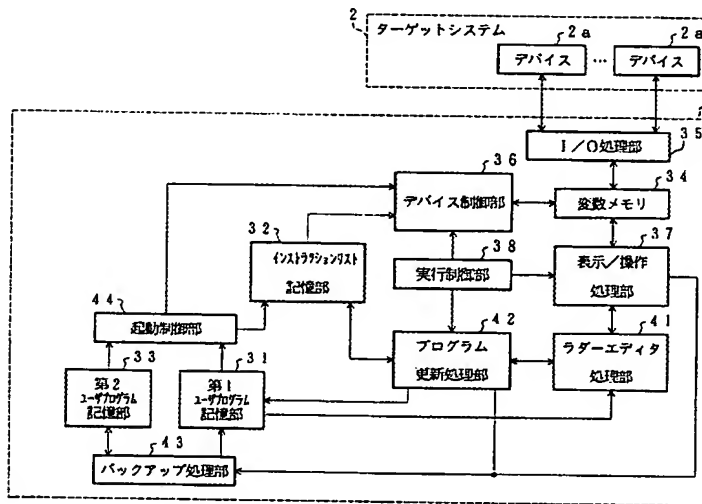 2
ターゲットシステム
2a
2a
デバイス
…
デバイス
I/O処理部
35
36
デバイス制御部
34
変数メモリ
32
インストラクションリスト
記憶部
38
実行制御部
37
表示/操作
処理部
44
起動制御部
42
プログラム
更新処理部
41
ラダーエディタ
処理部
33
第2
ユーザプログラム
記憶部
31
第1
ユーザプログラム
記憶部
43
バックアップ処理部